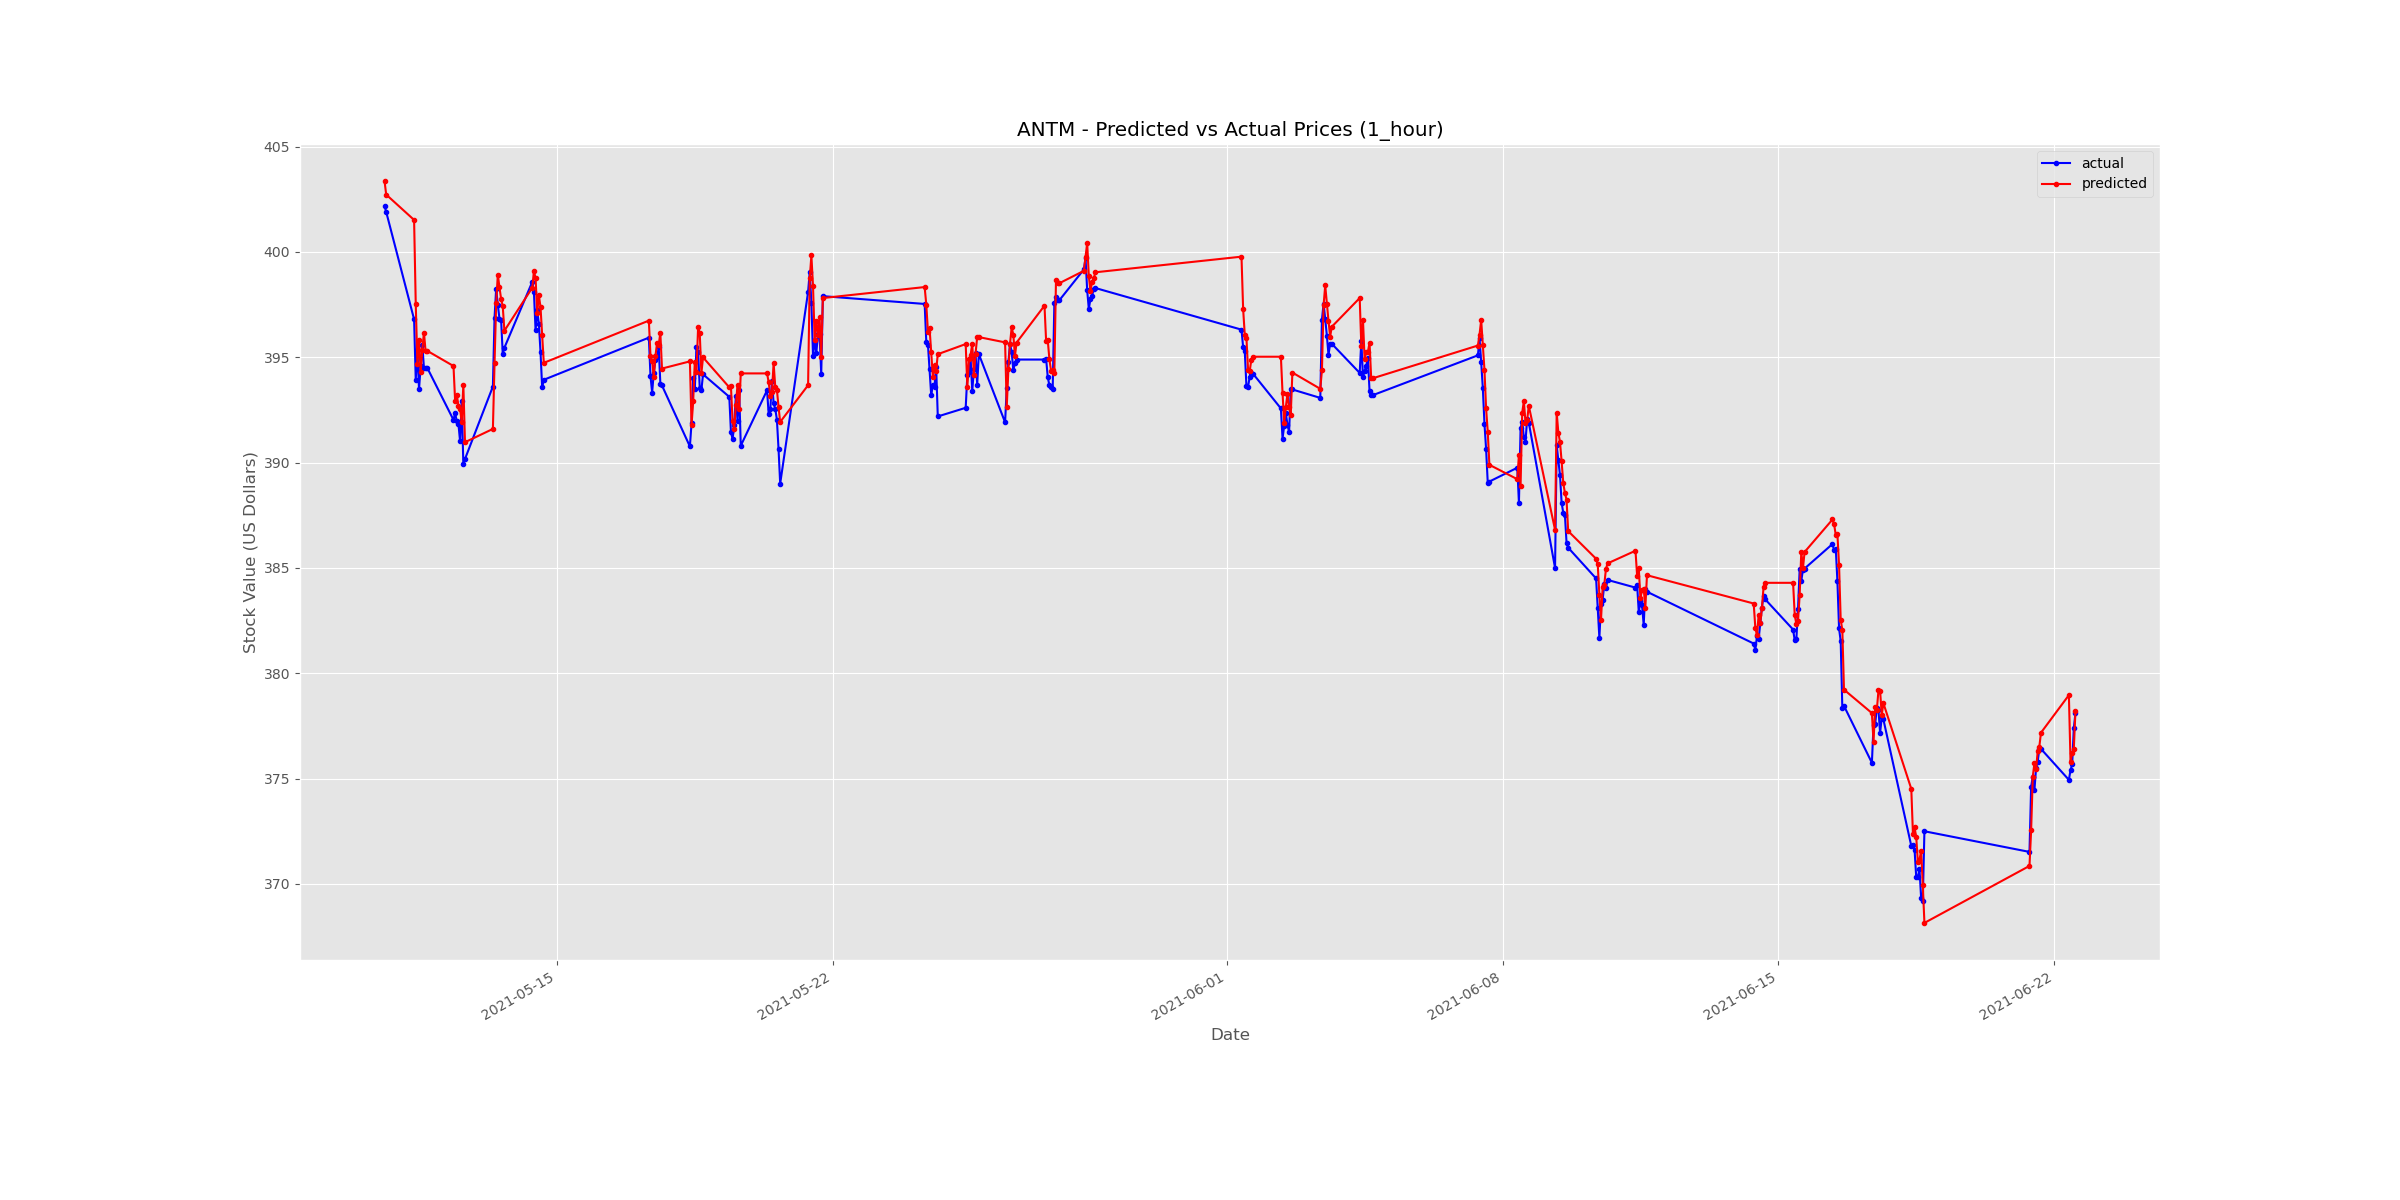 ANTM - Predicted vs Actual Prices (1_hour)
actual
predicted
Stock Value (US Dollars)
405
400
395
390
385
380
375
370
2021-05-15
2021-05-22
2021-06-01
2021-06-08
2021-06-15
2021-06-22
Date